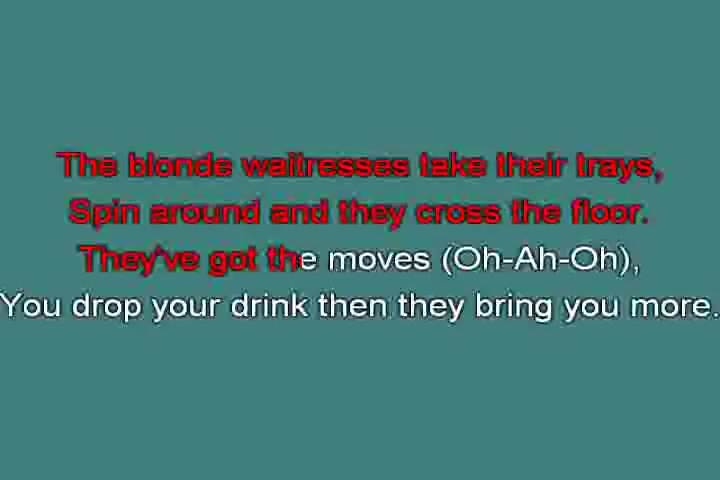 The blonde waitresses take their trays,
Spin around and they cross the floor.
They've got the moves (Oh-Ah-Oh),
You drop your drink then they bring you more.